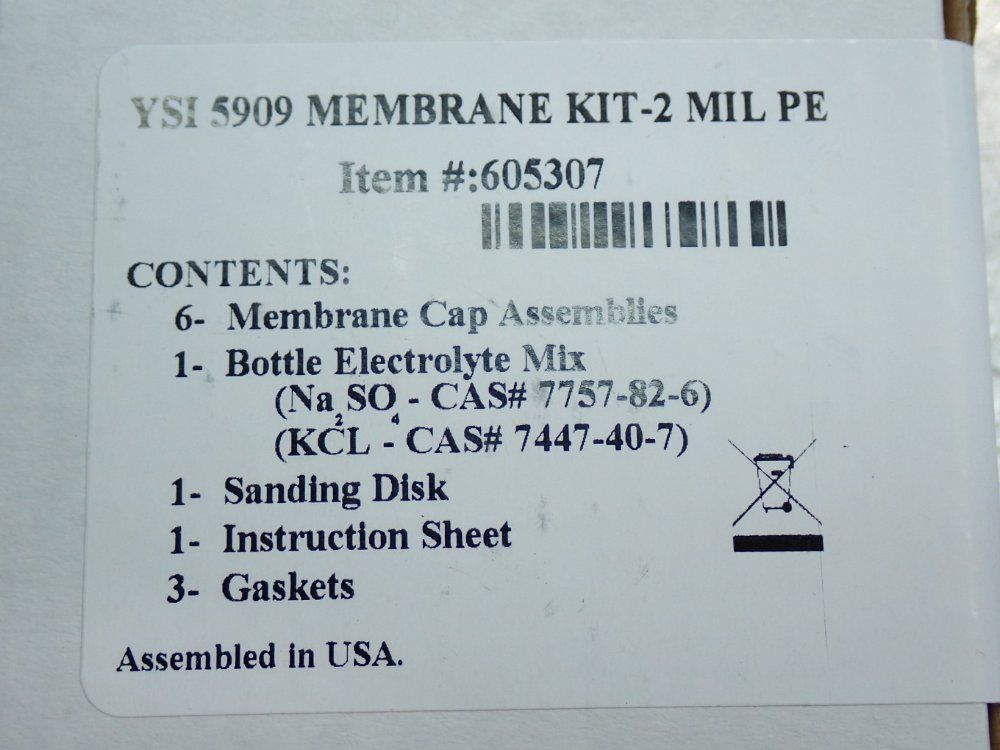 YSI 5909 MEMBRANE KIT-2 MIL PE
Item #:605307
CONTENTS:
6- Membrane Cap Assemblies
1- Bottle Electrolyte Mix
(Na₂SO₄ - CAS# 7757-82-6)
(KCL - CAS# 7447-40-7)
1- Sanding Disk
1- Instruction Sheet
3- Gaskets
Assembled in USA.